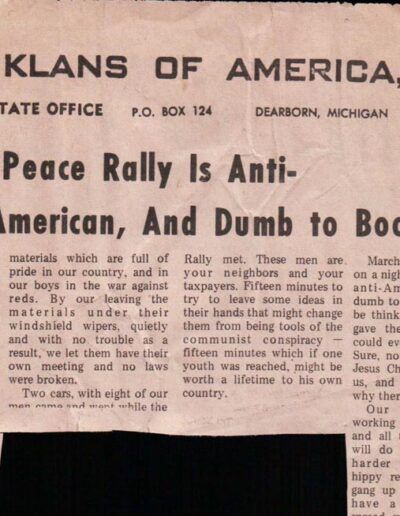 KLANS OF AMERICA,
TATE OFFICE P.O. BOX 124 DEARBORN, MICHIGAN
Peace Rally Is Anti-
American, And Dumb to Boo
materials which are full of
pride in our country, and in
our boys in the war against
reds. By our leaving the
materials under their
windshield wipers, quietly
and with no trouble as a
result, we let them have their
own meeting and no laws
were broken.
Two cars, with eight of our
men came and went while the
Rally met. These men are
your neighbors and your
taxpayers. Fifteen minutes to
try to leave some ideas in
their hands that might change
them from being tools of the
communist conspiracy —
fifteen minutes which if one
youth was reached, might be
worth a lifetime to his own
country.
March
on a nigh
anti-Am
dumb to
be think
gave the
could ev
Sure, no
Jesus Ch
us, and
why ther
Our
working
and all
will do
harder
hippy re
gang up
have a